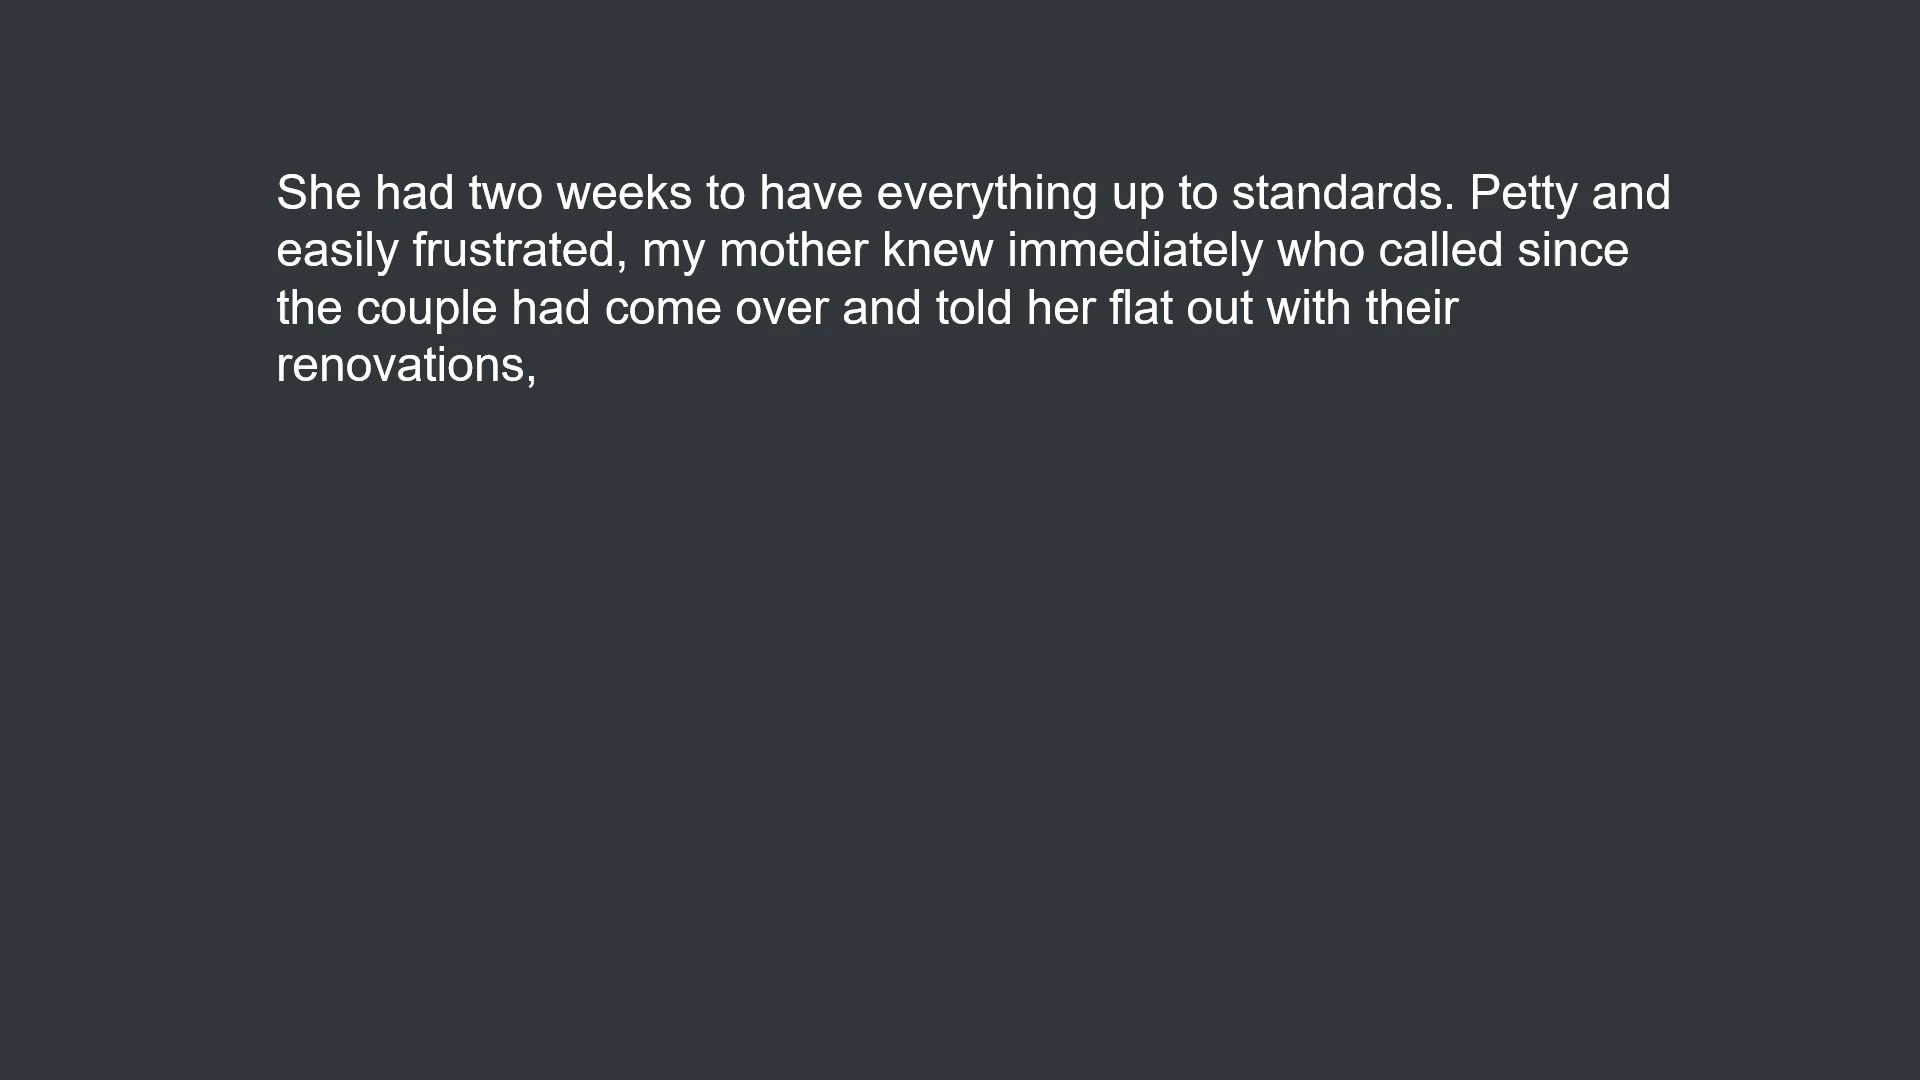 She had two weeks to have everything up to standards. Petty and
easily frustrated, my mother knew immediately who called since
the couple had come over and told her flat out with their
renovations,